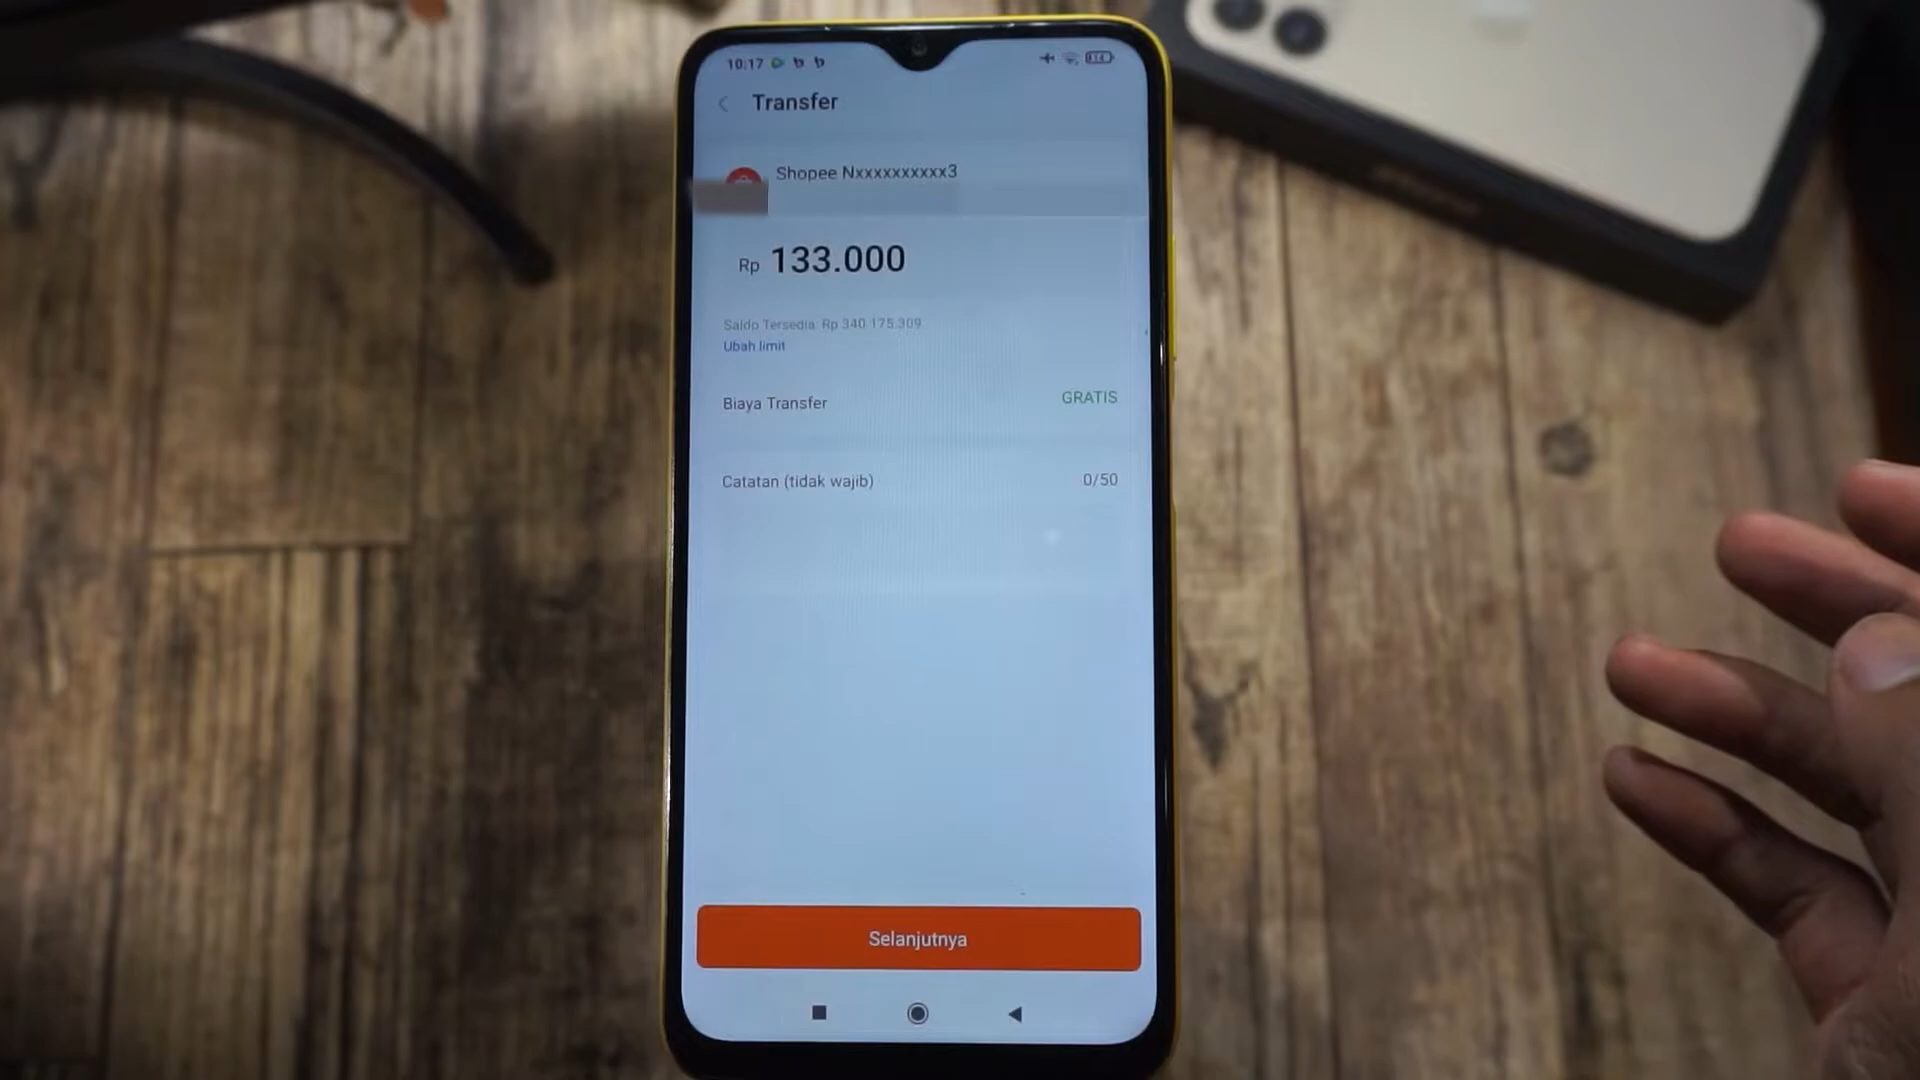 10:17
Transfer
Shopee Nxxxxxxxxxx3
Rp 133.000
Saldo Tersedia: Rp 340.175.309
Ubah limit
Biaya Transfer GRATIS
Catatan (tidak wajib) 0/50
Selanjutnya